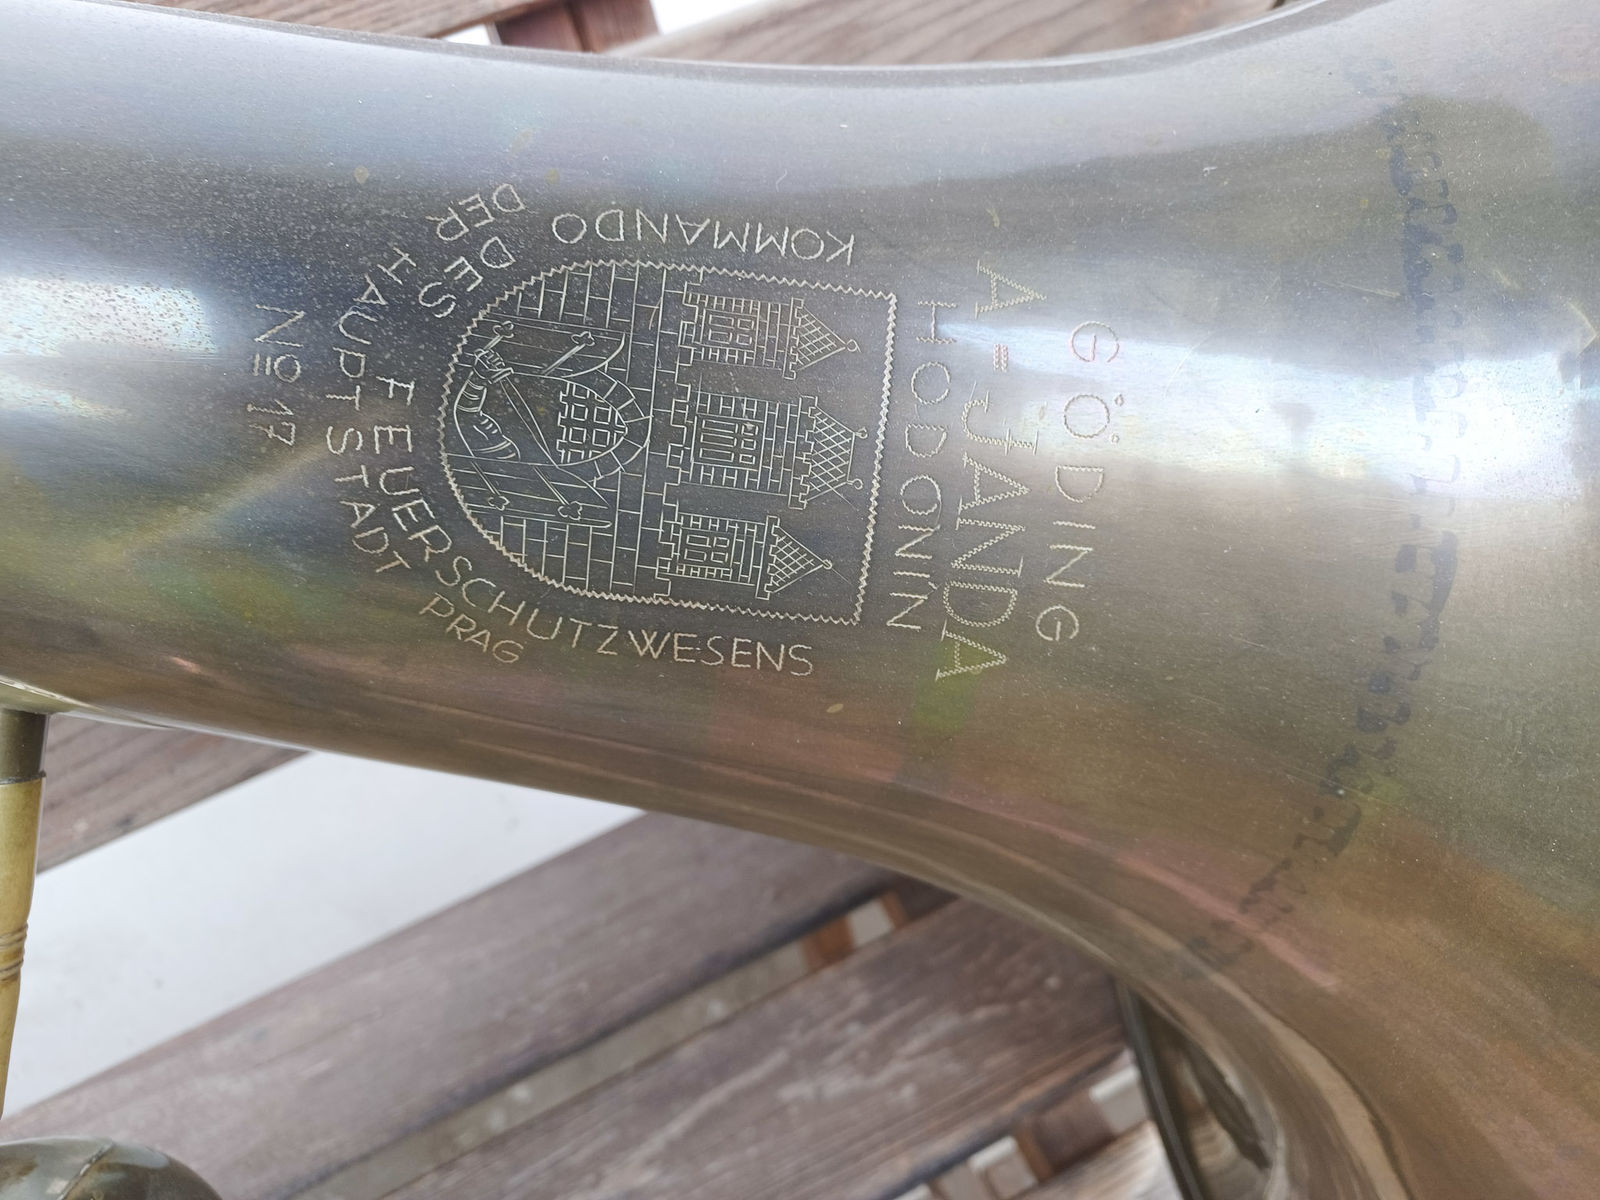 GÖDING
A=JANDA
HODONÍN
KOMMANDO DES FEUERSCHUTZWESENS
DER HAUPTSTADT PRAG
Nº 17